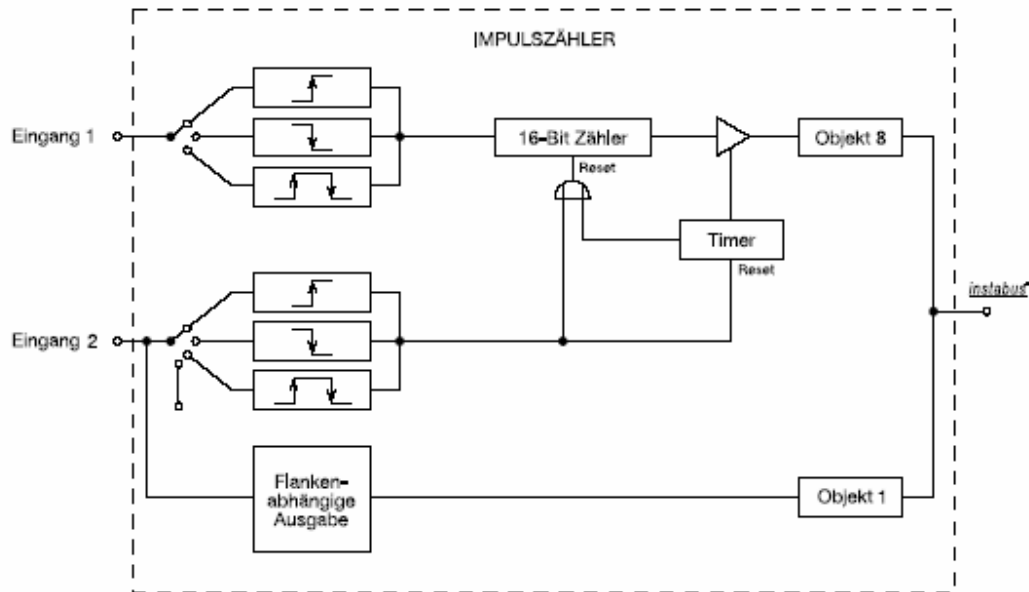 IMPULSZÄHLER
Eingang 1
16-Bit Zähler
Objekt 8
Reset
Timer
Reset
instabus
Eingang 2
Flanken-
abhängige
Ausgabe
Objekt 1